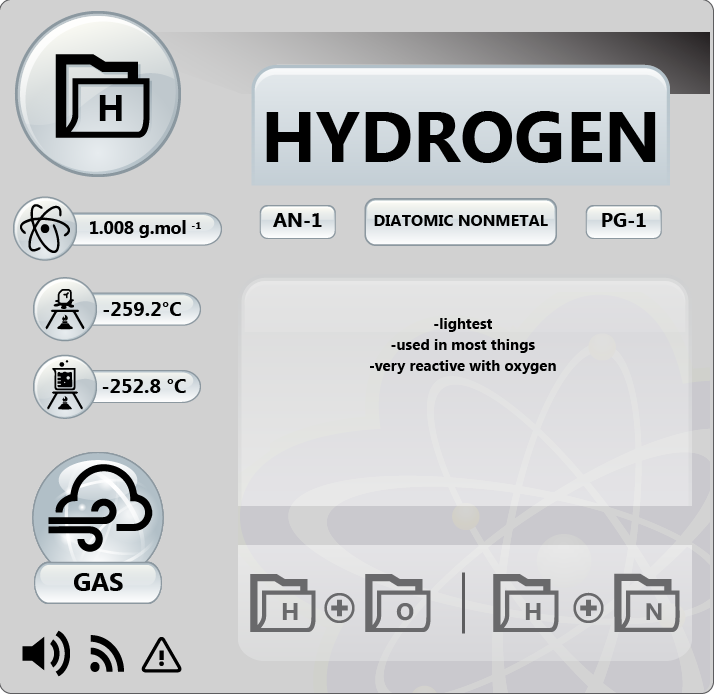 H
HYDROGEN
1.008 g.mol -1
AN-1
DIATOMIC NONMETAL
PG-1
-259.2°C
-252.8 °C
-lightest
-used in most things
-very reactive with oxygen
GAS
H + O | H + N